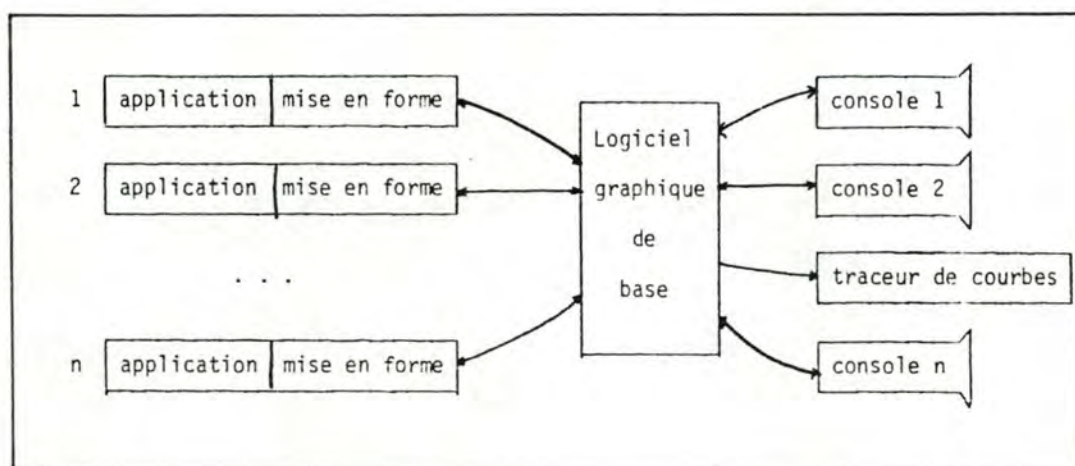 1 application mise en forme
2 application mise en forme
. . .
n application mise en forme
Logiciel
graphique
de
base
console 1
console 2
traceur de courbes
console n